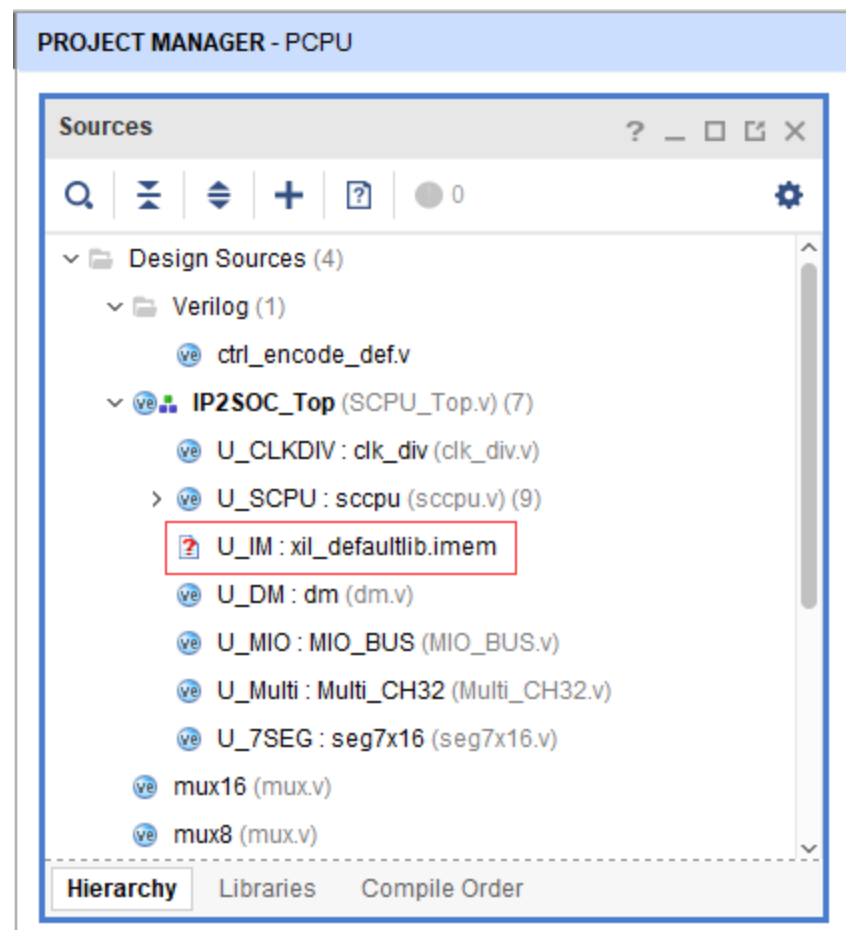 PROJECT MANAGER - PCPU
Sources
? _ □
0
Design Sources (4)
Verilog (1)
ctrl_encode_def.v
IP2SOC_Top (SCPU_Top.v) (7)
U_CLKDIV : clk_div (clk_div.v)
U_SCPU : sccpu (sccpu.v) (9)
U_IM : xil_defaultlib.imem
U_DM : dm (dm.v)
U_MIO : MIO_BUS (MIO_BUS.v)
U_Multi : Multi_CH32 (Multi_CH32.v)
U_7SEG : seg7x16 (seg7x16.v)
mux16 (mux.v)
mux8 (mux.v)
Hierarchy Libraries Compile Order